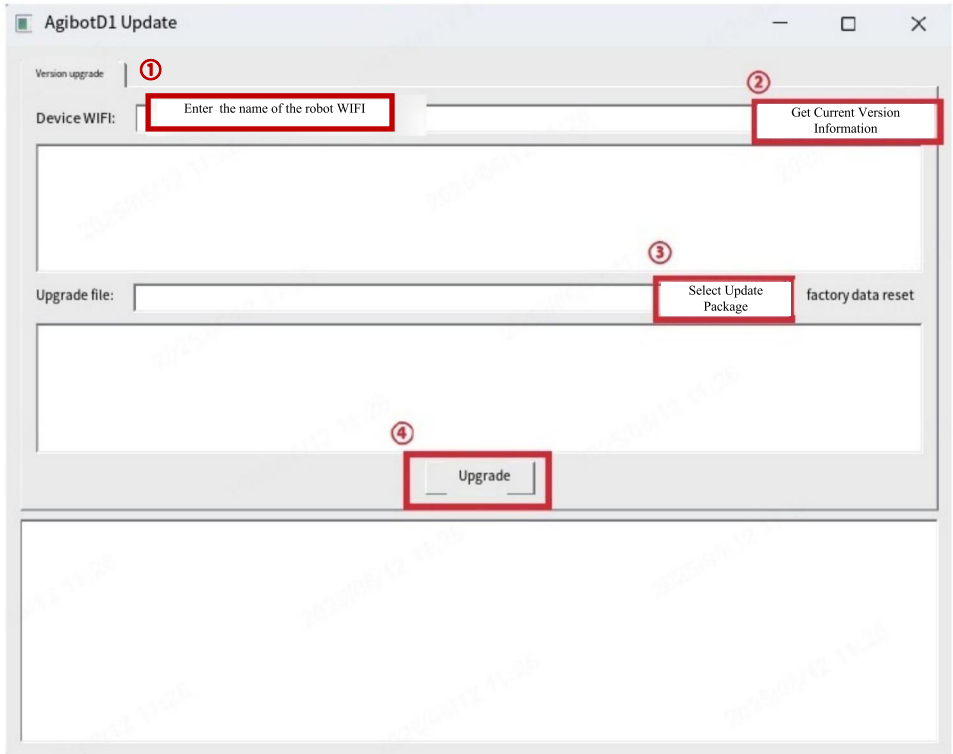 AgibotD1 Update
Version upgrade
①
②
Device WIFI:
Enter the name of the robot WIFI
Get Current Version
Information
③
Upgrade file:
Select Update
Package
factory data reset
④
Upgrade